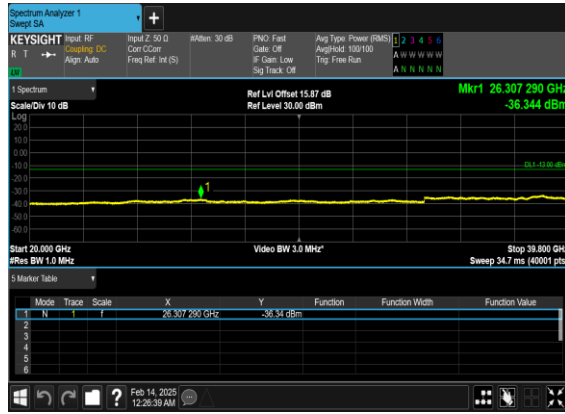 Spectrum Analyzer 1
Swept SA
+
KEYSIGHT Input: RF Input Z: 50 Ω #Atten: 30 dB PNO: Fast Avg Type: Power (RMS) 1 2 3 4 5 6
R T Coupling: DC Corr CCorr Gate: Off Avg|Hold: 100/100 A W W W W W
Align: Auto Freq Ref: Int (S) IF Gain: Low Trig: Free Run
Sig Track: Off A N N N N N
1 Spectrum
Ref Lvl Offset 15.87 dB Mkr1 26.307 290 GHz
Scale/Div 10 dB Ref Level 30.00 dBm -36.344 dBm
Log
20.0
10.0
0.00
-10.0
DL1 -13.00 dBm
-20.0
-30.0
1
-40.0
-50.0
-60.0
Start 20.000 GHz Video BW 3.0 MHz* Stop 39.800 GHz
#Res BW 1.0 MHz Sweep 34.7 ms (40001 pts)
5 Marker Table
Mode Trace Scale X Y Function Function Width Function Value
1 N 1 f 26.307 290 GHz -36.34 dBm
2
3
4
5
6
? Feb 14, 2025
12:26:39 AM